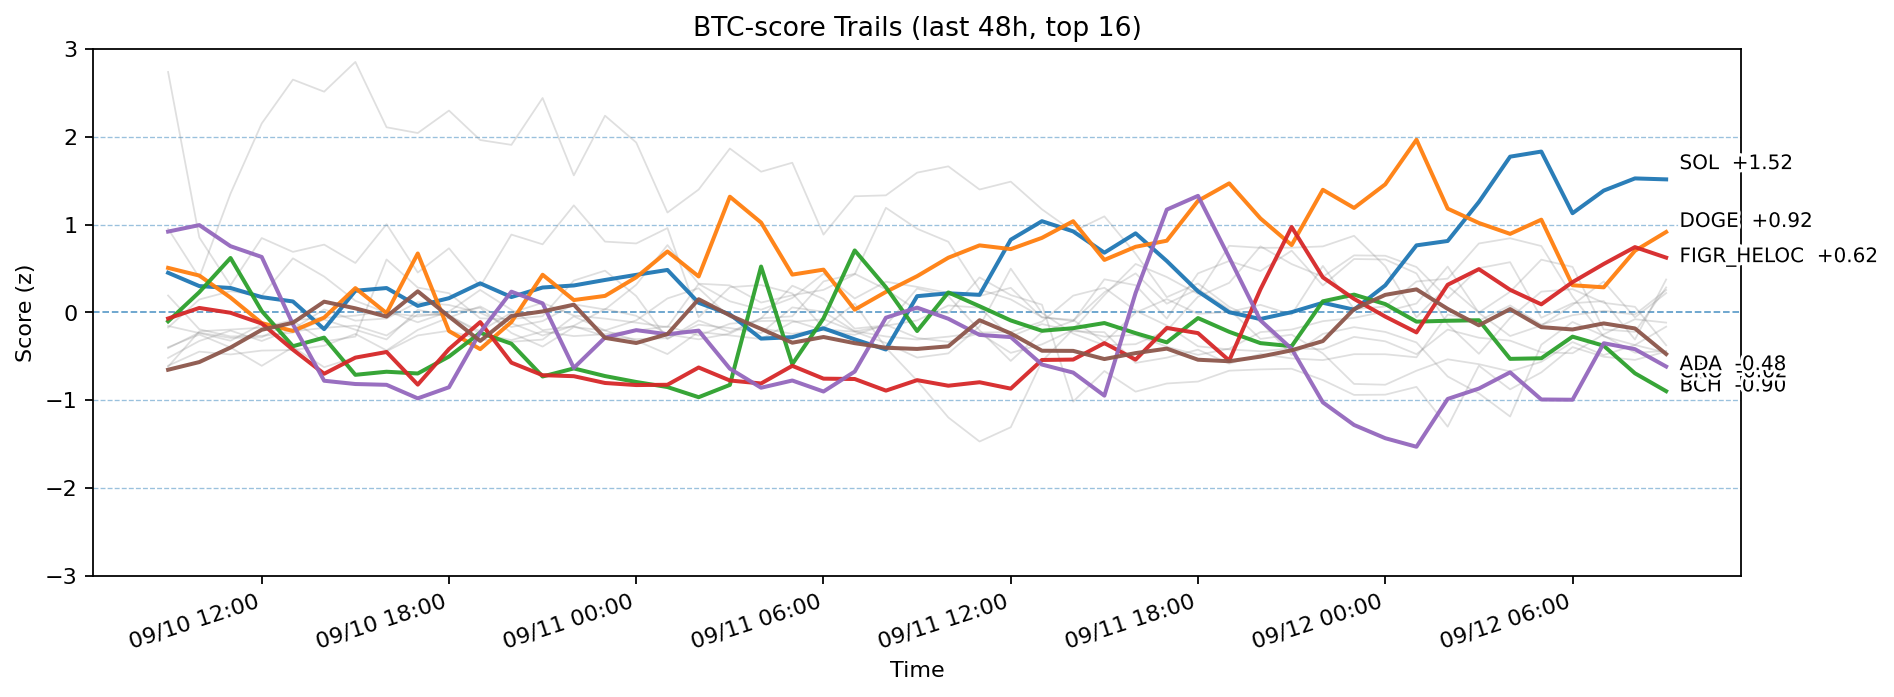 BTC-score Trails (last 48h, top 16)
3
2
1
0
−1
−2
−3
Score (z)
SOL +1.52
DOGE +0.92
FIGR_HELOC +0.62
ADA -0.48
BCH -0.90
09/10 12:00
09/10 18:00
09/11 00:00
09/11 06:00
09/11 12:00
09/11 18:00
09/12 00:00
09/12 06:00
Time